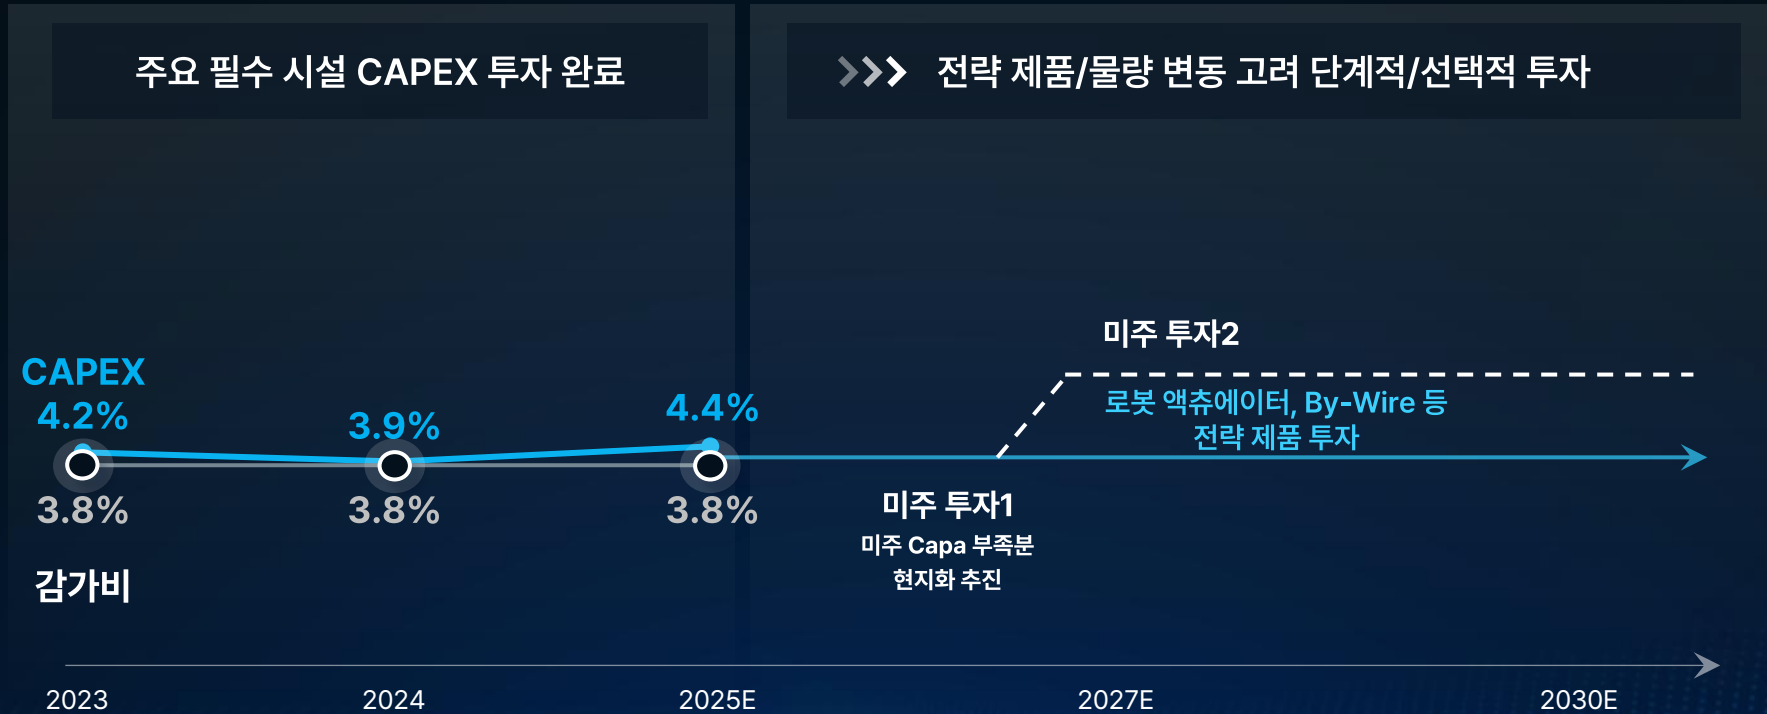 주요 필수 시설 CAPEX 투자 완료
전략 제품/물량 변동 고려 단계적/선택적 투자
CAPEX
4.2%
3.9%
4.4%
3.8%
3.8%
3.8%
감가비
미주 투자2
로봇 액츄에이터, By-Wire 등
전략 제품 투자
미주 투자1
미주 Capa 부족분
현지화 추진
2023
2024
2025E
2027E
2030E